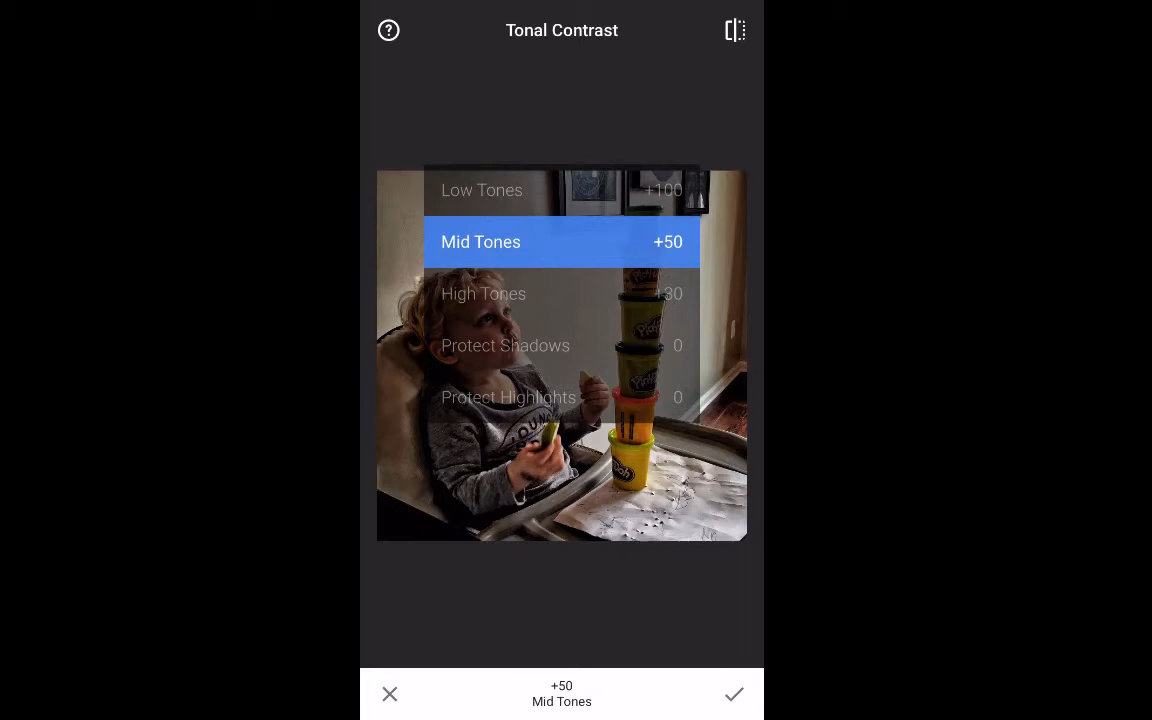 Tonal Contrast
Low Tones +100
Mid Tones +50
High Tones +30
Protect Shadows 0
Protect Highlights 0
+50
Mid Tones